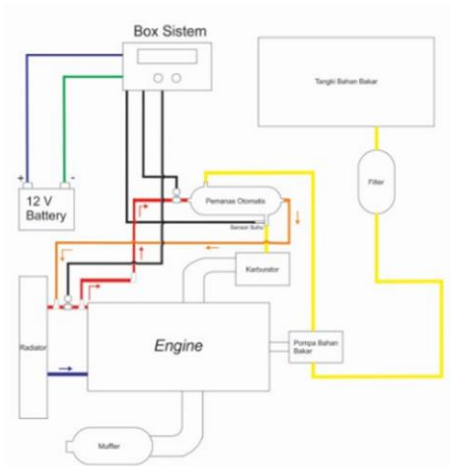 Box Sistem
Tangki Bahan Bakar
+
-
12 V
Battery
Pemanas Otomatis
Filter
Sensor Suhu
Karburator
Radiator
Engine
Pompa Bahan
Bakar
Muffler